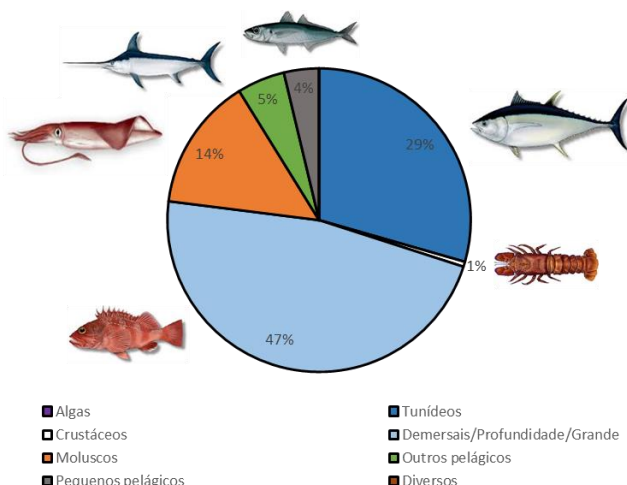 4%
5%
29%
14%
1%
47%
Algas
Tunídeos
Crustáceos
Demersais/Profundidade/Grande
Moluscos
Outros pelágicos
Pequenos pelágicos
Diversos